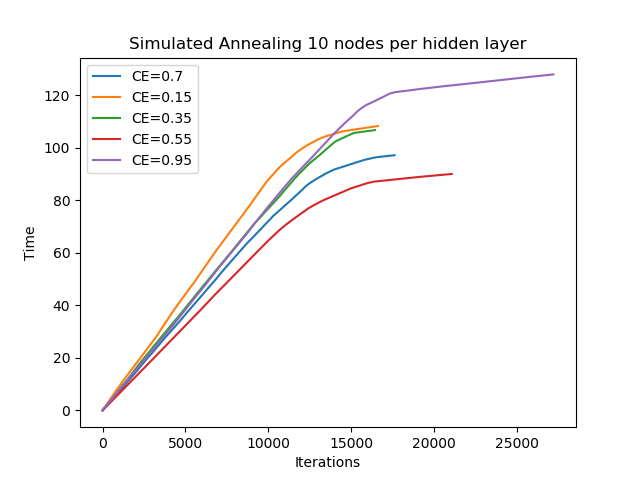 Simulated Annealing 10 nodes per hidden layer
CE=0.7
CE=0.15
CE=0.35
CE=0.55
CE=0.95
Time
120
100
80
60
40
20
0
0 5000 10000 15000 20000 25000
Iterations